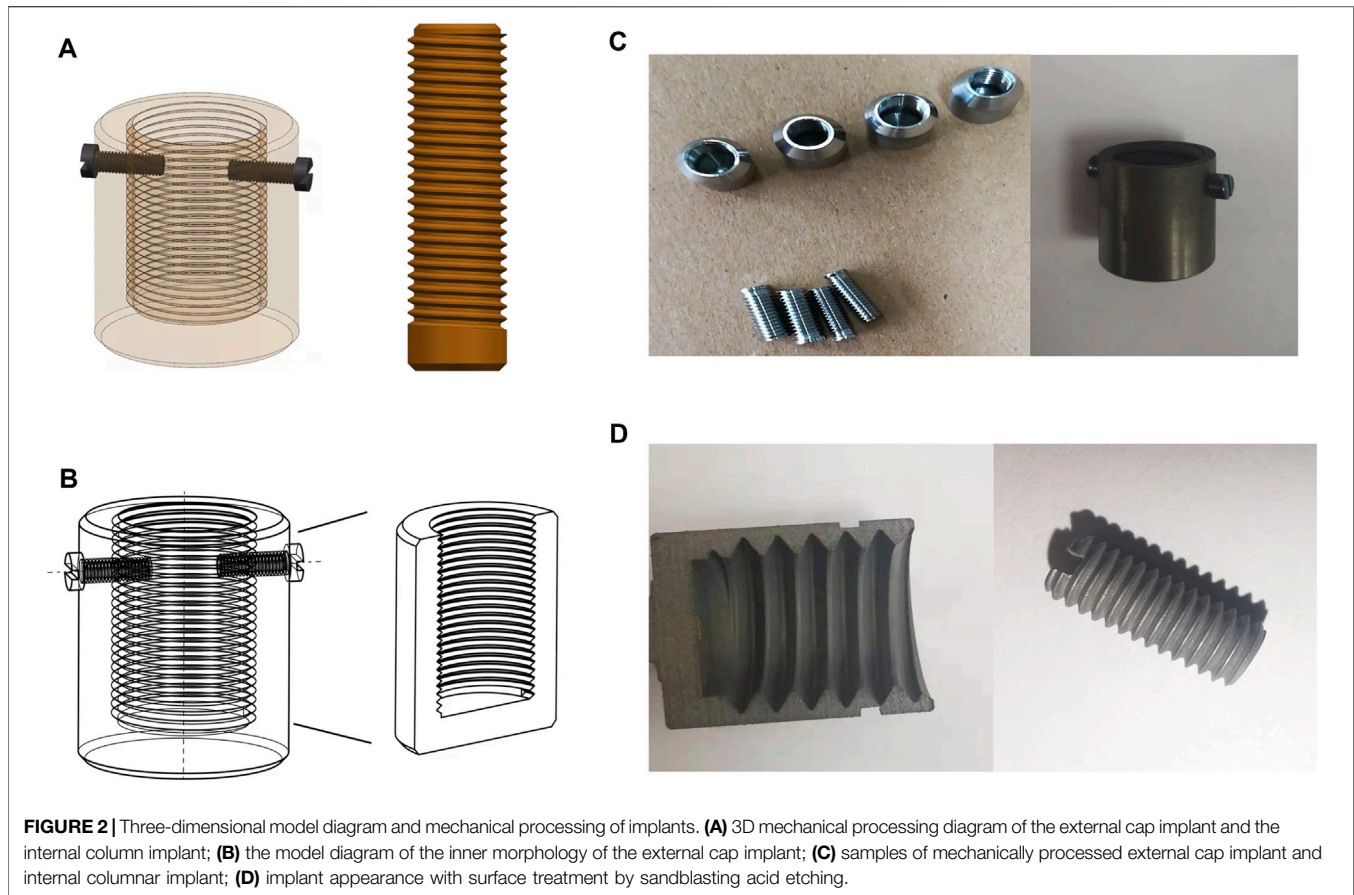 A
C
B
D
FIGURE 2 | Three-dimensional model diagram and mechanical processing of implants. (A) 3D mechanical processing diagram of the external cap implant and the
internal column implant; (B) the model diagram of the inner morphology of the external cap implant; (C) samples of mechanically processed external cap implant and
internal columnar implant; (D) implant appearance with surface treatment by sandblasting acid etching.